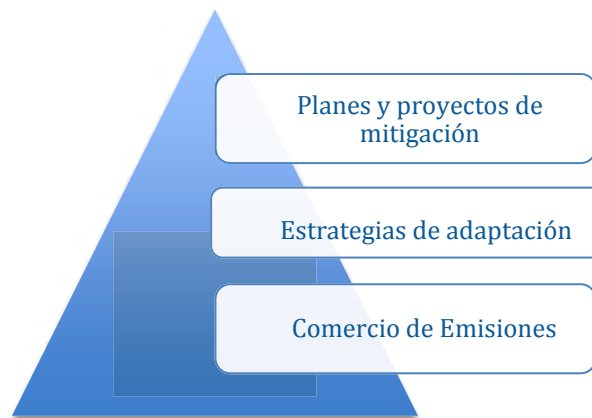 Planes y proyectos de
mitigación
Estrategias de adaptación
Comercio de Emisiones